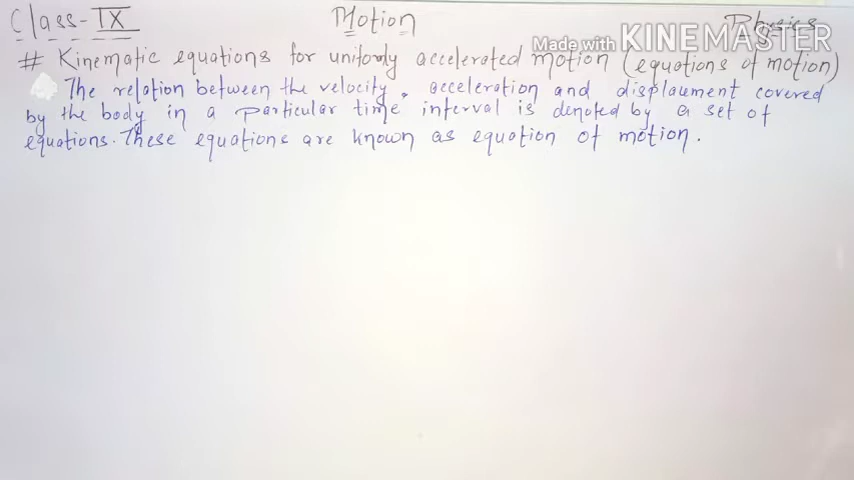 Class-IX Motion Physics
Made with KINEMASTER
# Kinematic equations for uniformly accelerated motion (equations of motion)
The relation between the velocity, acceleration and displacement covered
by the body in a particular time interval is denoted by a set of
equations. These equations are known as equation of motion.